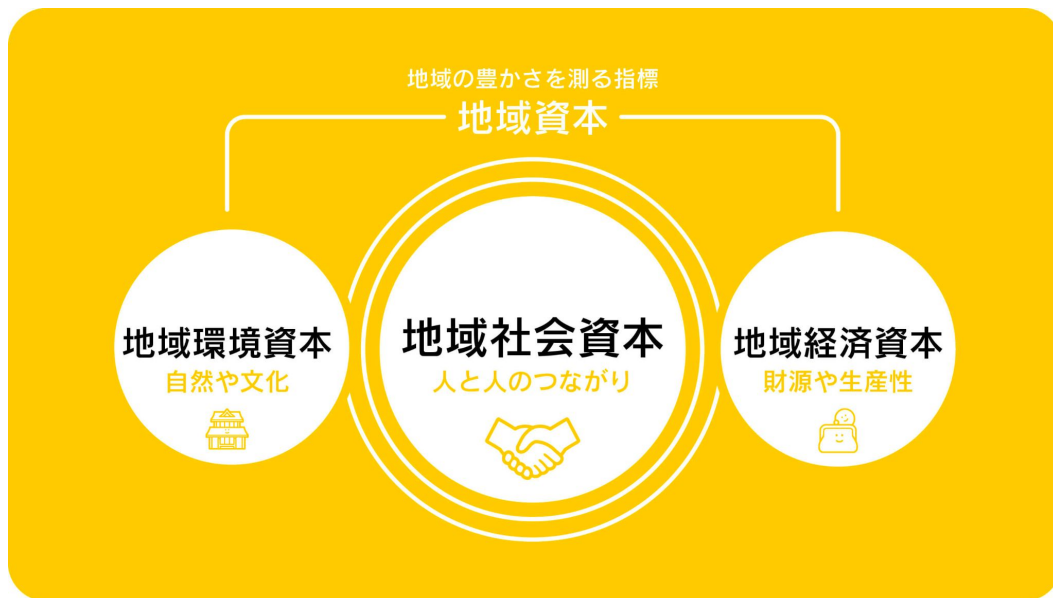 地域の豊かさを測る指標
地域資本
地域環境資本
自然や文化
地域社会資本
人と人のつながり
地域経済資本
財源や生産性